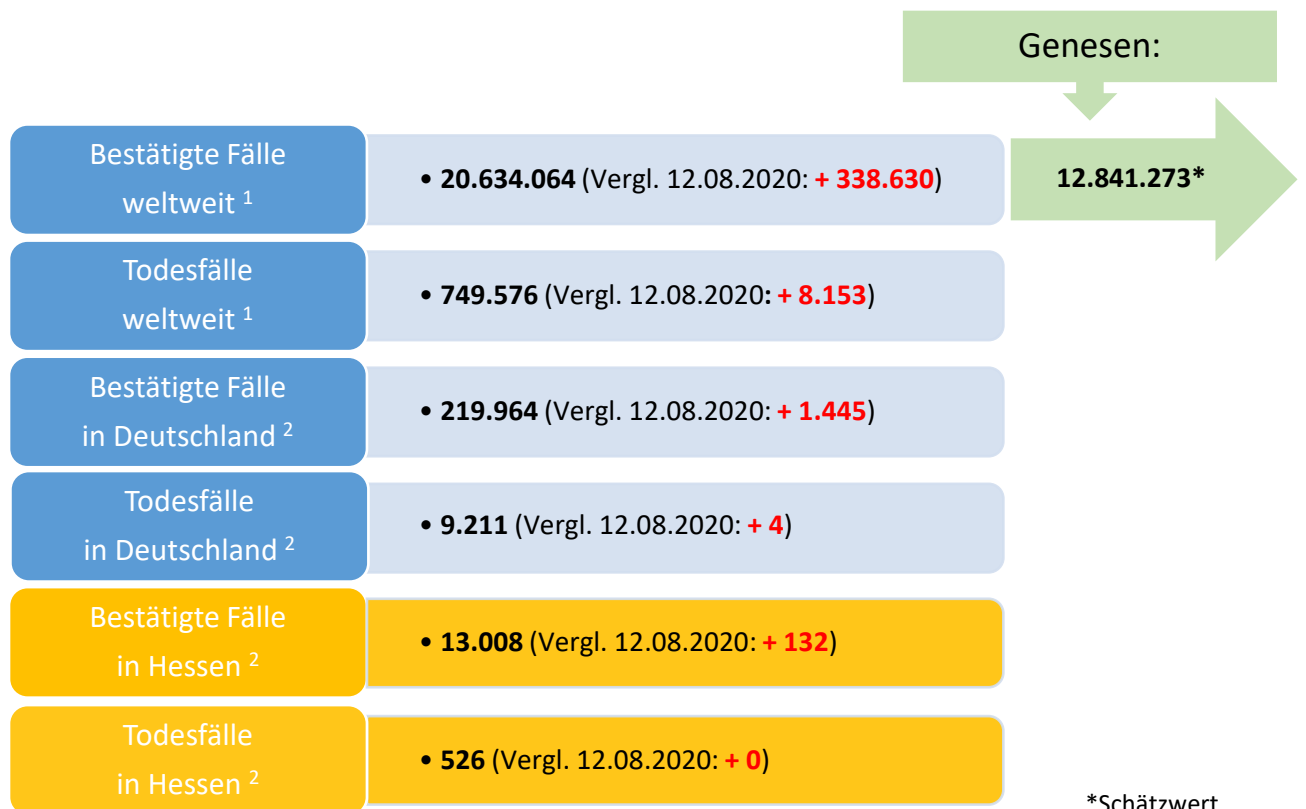 Genesen:
Bestätigte Fälle
weltweit ¹
• 20.634.064 (Vergl. 12.08.2020: + 338.630)
12.841.273*
Todesfälle
weltweit ¹
• 749.576 (Vergl. 12.08.2020: + 8.153)
Bestätigte Fälle
in Deutschland ²
• 219.964 (Vergl. 12.08.2020: + 1.445)
Todesfälle
in Deutschland ²
• 9.211 (Vergl. 12.08.2020: + 4)
Bestätigte Fälle
in Hessen ²
• 13.008 (Vergl. 12.08.2020: + 132)
Todesfälle
in Hessen ²
• 526 (Vergl. 12.08.2020: + 0)
*Schätzwert